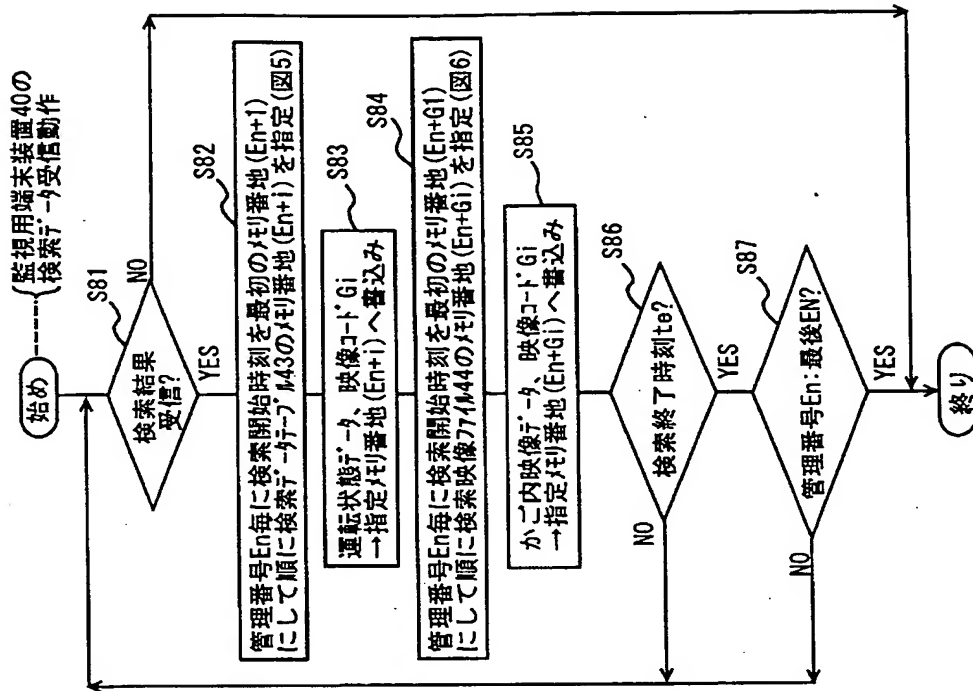 始め
監視用端末装置40の
検索データ受信動作
S81
検索結果
受信?
NO
YES
S82
管理番号En毎に検索開始時刻を最初のメモリ番地(En+1)
にして順に検索データテーブル43のメモリ番地(En+i)を指定(図5)
S83
運転状態データ、映像コードGi
→指定メモリ番地(En+i)へ書込み
S84
管理番号En毎に検索開始時刻を最初のメモリ番地(En+G1)
にして順に検索映像ファイル44のメモリ番地(En+Gi)を指定(図6)
S85
かご内映像データ、映像コードGi
→指定メモリ番地(En+Gi)へ書込み
S86
検索終了時刻te?
NO
YES
S87
管理番号En:最後EN?
NO
YES
終り